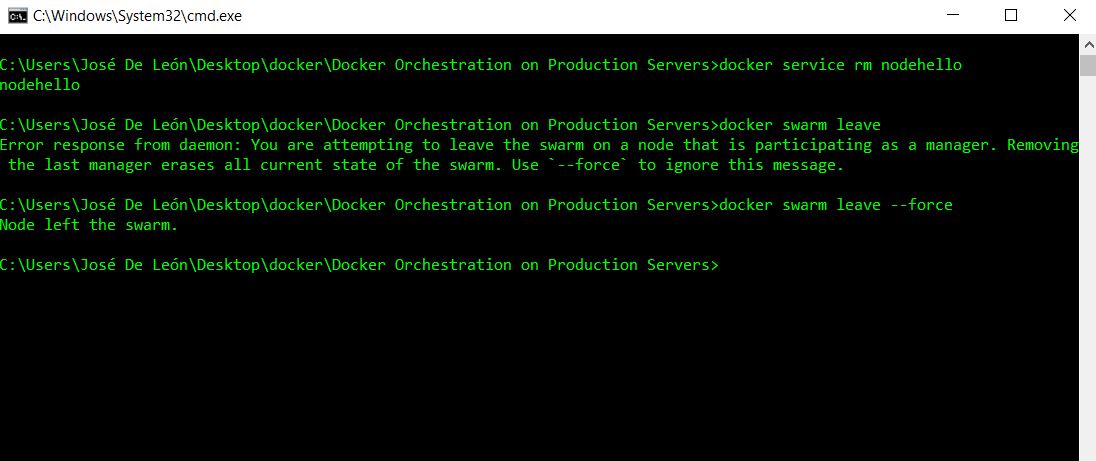 C:\Windows\System32\cmd.exe
C:\Users\José De León\Desktop\docker\Docker Orchestration on Production Servers>docker service rm nodehello
nodehello
C:\Users\José De León\Desktop\docker\Docker Orchestration on Production Servers>docker swarm leave
Error response from daemon: You are attempting to leave the swarm on a node that is participating as a manager. Removing
the last manager erases all current state of the swarm. Use `--force` to ignore this message.
C:\Users\José De León\Desktop\docker\Docker Orchestration on Production Servers>docker swarm leave --force
Node left the swarm.
C:\Users\José De León\Desktop\docker\Docker Orchestration on Production Servers>